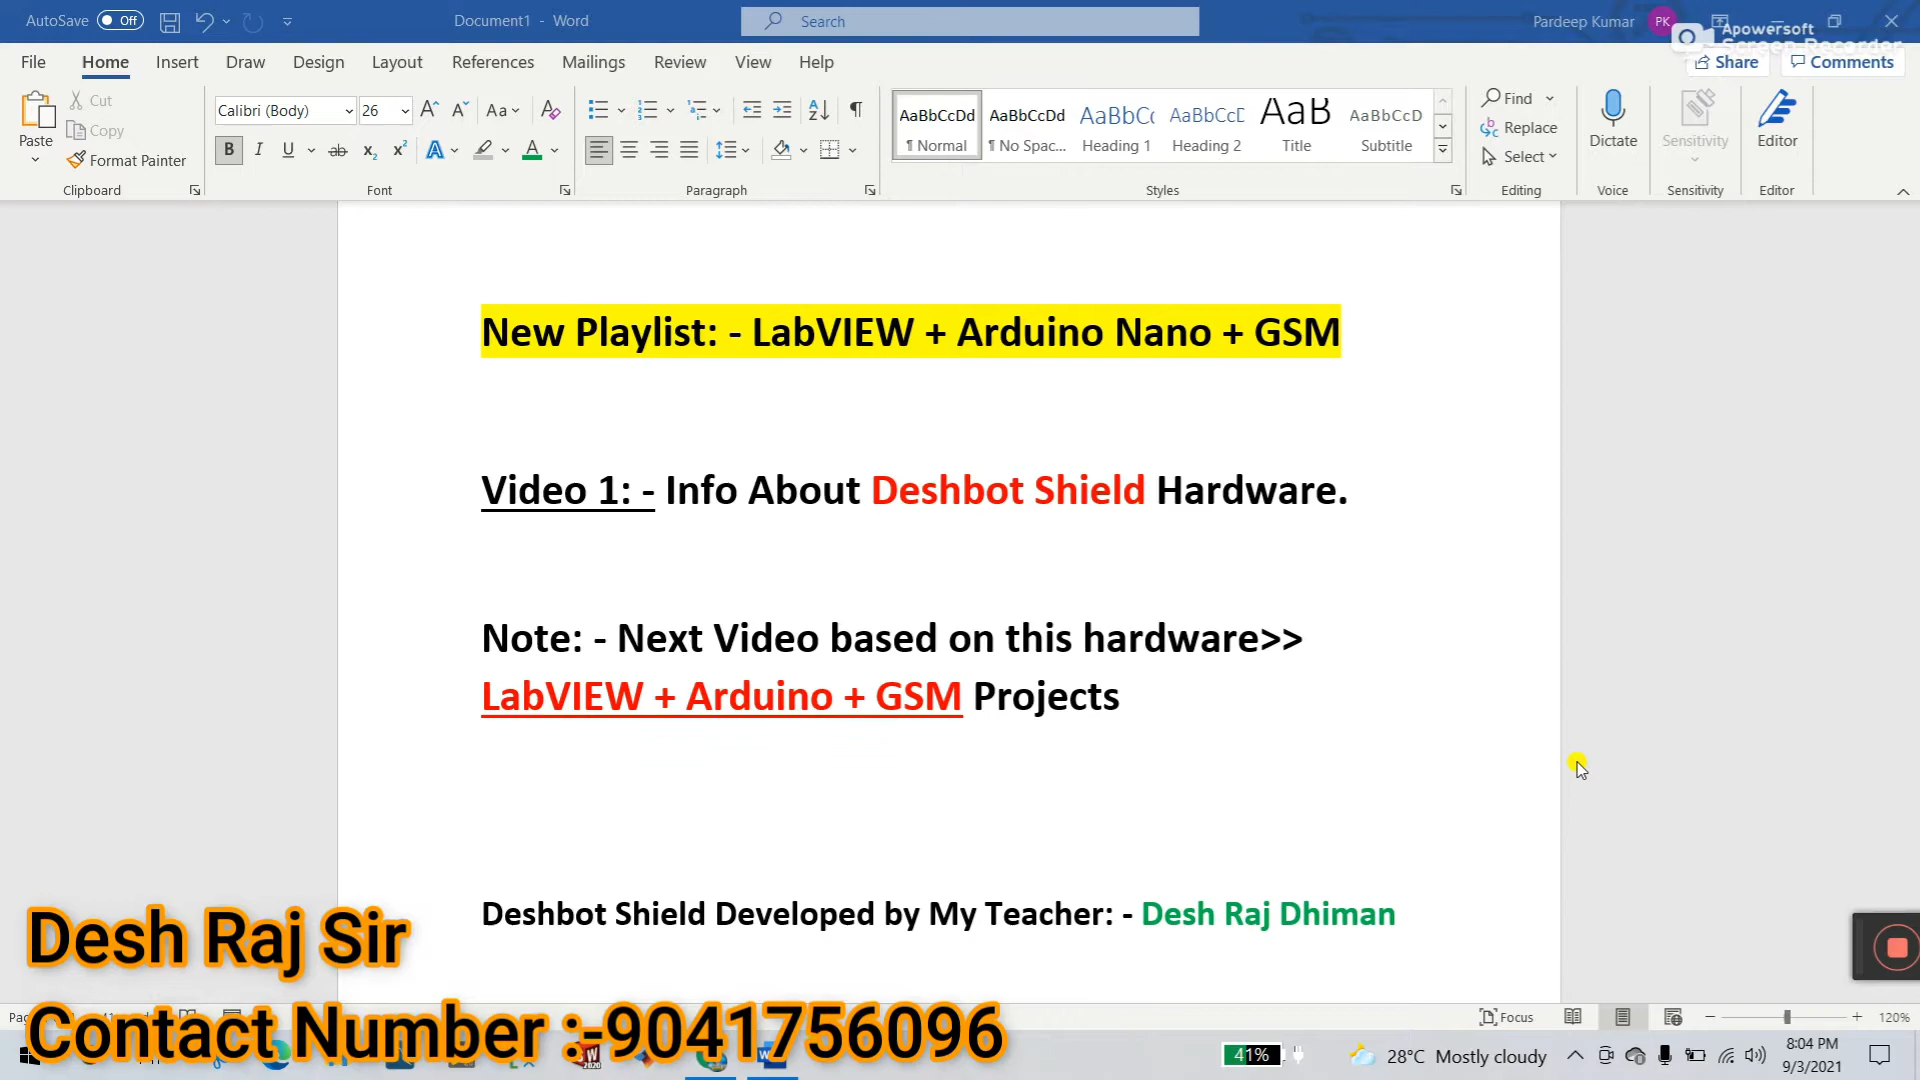 AutoSave Off
Document1 - Word
Search
Pardeep Kumar PK
Apowersoft
Screen Recorder
File Home Insert Draw Design Layout References Mailings Review View Help
Share Comments
Paste
Cut
Copy
Format Painter
Clipboard
Calibri (Body) 26
Font
Paragraph
AaBbCcDd AaBbCcDd AaBbCc AaBbCcD AaB AaBbCcD
¶ Normal ¶ No Spac... Heading 1 Heading 2 Title Subtitle
Styles
Find
Replace
Select
Editing
Dictate
Voice
Sensitivity
Sensitivity
Editor
Editor
New Playlist: - LabVIEW + Arduino Nano + GSM
Video 1: - Info About Deshbot Shield Hardware.
Note: - Next Video based on this hardware>>
LabVIEW + Arduino + GSM Projects
Deshbot Shield Developed by My Teacher: - Desh Raj Dhiman
Desh Raj Sir
Contact Number :-9041756096
Focus
120%
41%
28°C Mostly cloudy
8:04 PM
9/3/2021